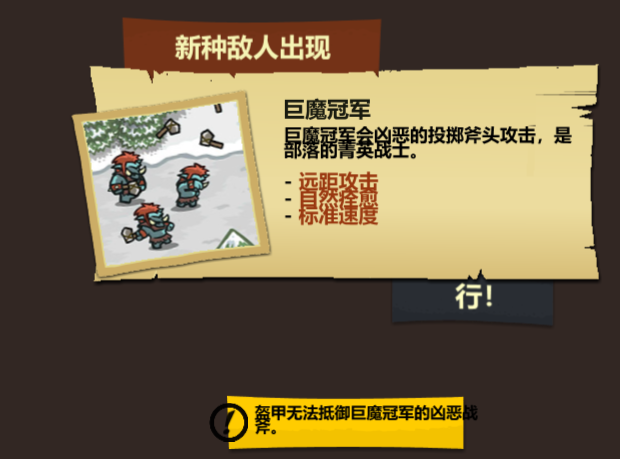 新种敌人出现
巨魔冠军
巨魔冠军会凶恶的投掷斧头攻击，是
部落的菁英战士。
- 远距攻击
- 自然痊愈
- 标准速度
行!
盔甲无法抵御巨魔冠军的凶恶战
斧。